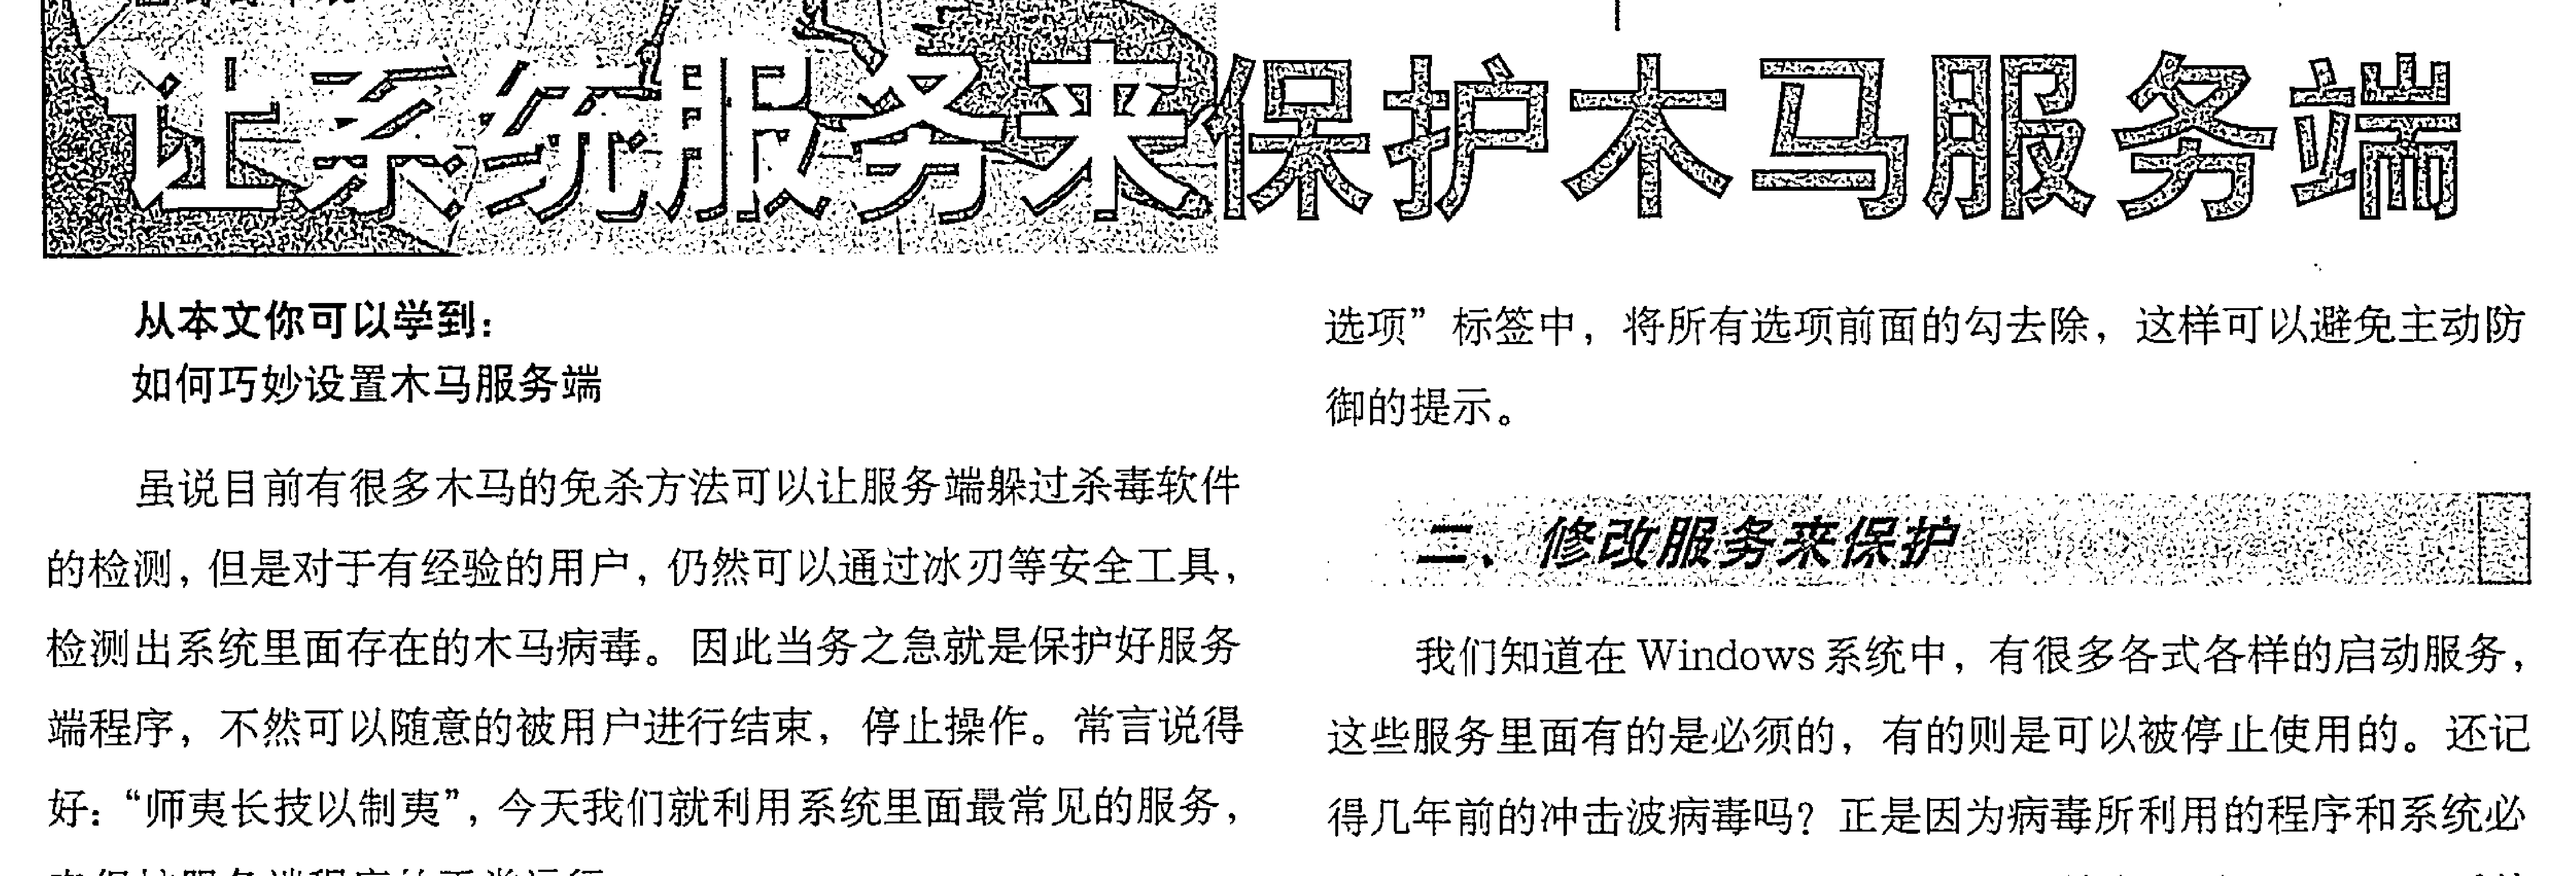 让系统服务来保护木马服务端
从本文你可以学到：
如何巧妙设置木马服务端
虽说目前有很多木马的免杀方法可以让服务端躲过杀毒软件
的检测，但是对于有经验的用户，仍然可以通过冰刃等安全工具，
检测出系统里面存在的木马病毒。因此当务之急就是保护好服务
端程序，不然可以随意的被用户进行结束，停止操作。常言说得
好：“师夷长技以制夷”，今天我们就利用系统里面最常见的服务，
选项”标签中，将所有选项前面的勾去除，这样可以避免主动防
御的提示。
二、修改服务来保护
我们知道在Windows系统中，有很多各式各样的启动服务，
这些服务里面有的是必须的，有的则是可以被停止使用的。还记
得几年前的冲击波病毒吗？正是因为病毒所利用的程序和系统必